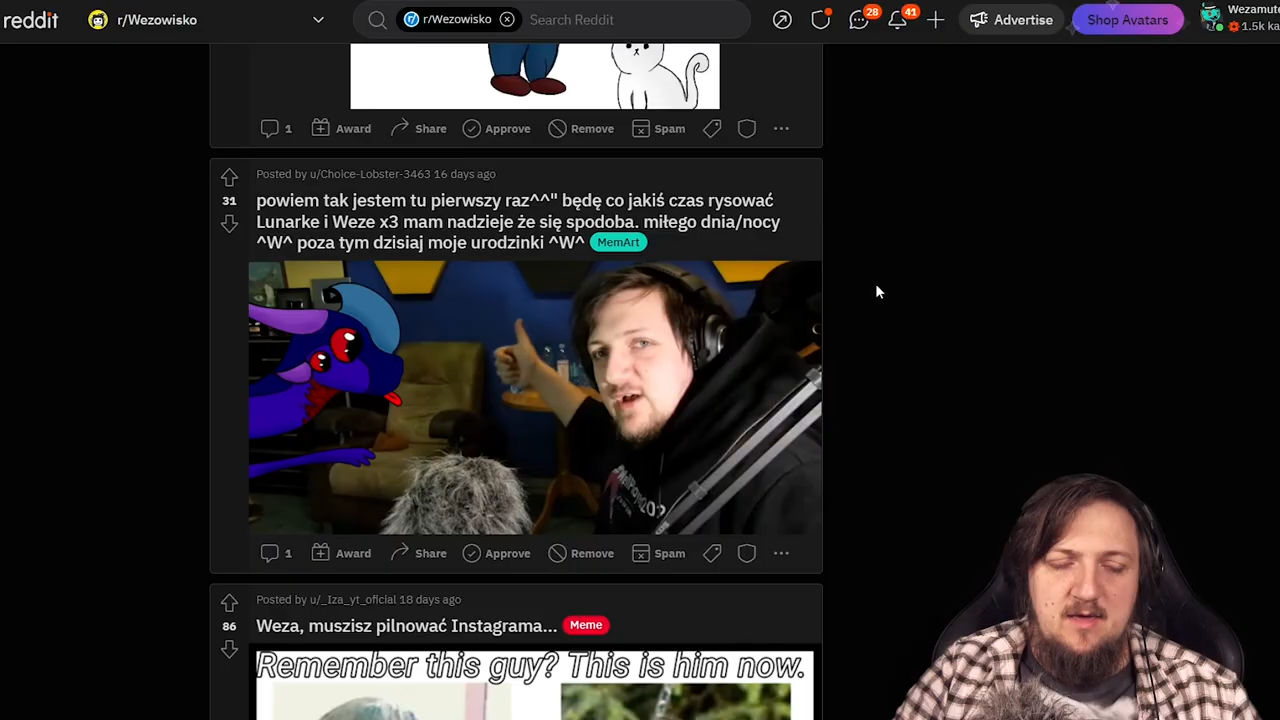 reddit
r/Wezowisko
r/Wezowisko
Search Reddit
28
41
Advertise
Shop Avatars
Wezamute
1.5k ka
1
Award
Share
Approve
Remove
Spam
Posted by u/Choice-Lobster-3463 16 days ago
31
powiem tak jestem tu pierwszy raz^^" będę co jakiś czas rysować
Lunarke i Weze x3 mam nadzieje że się spodoba. miłego dnia/nocy
^W^ poza tym dzisiaj moje urodzinki ^W^ MemArt
1
Award
Share
Approve
Remove
Spam
Posted by u/_Iza_yt_oficial 18 days ago
86
Weza, muszisz pilnować Instagrama... Meme
Remember this guy? This is him now.